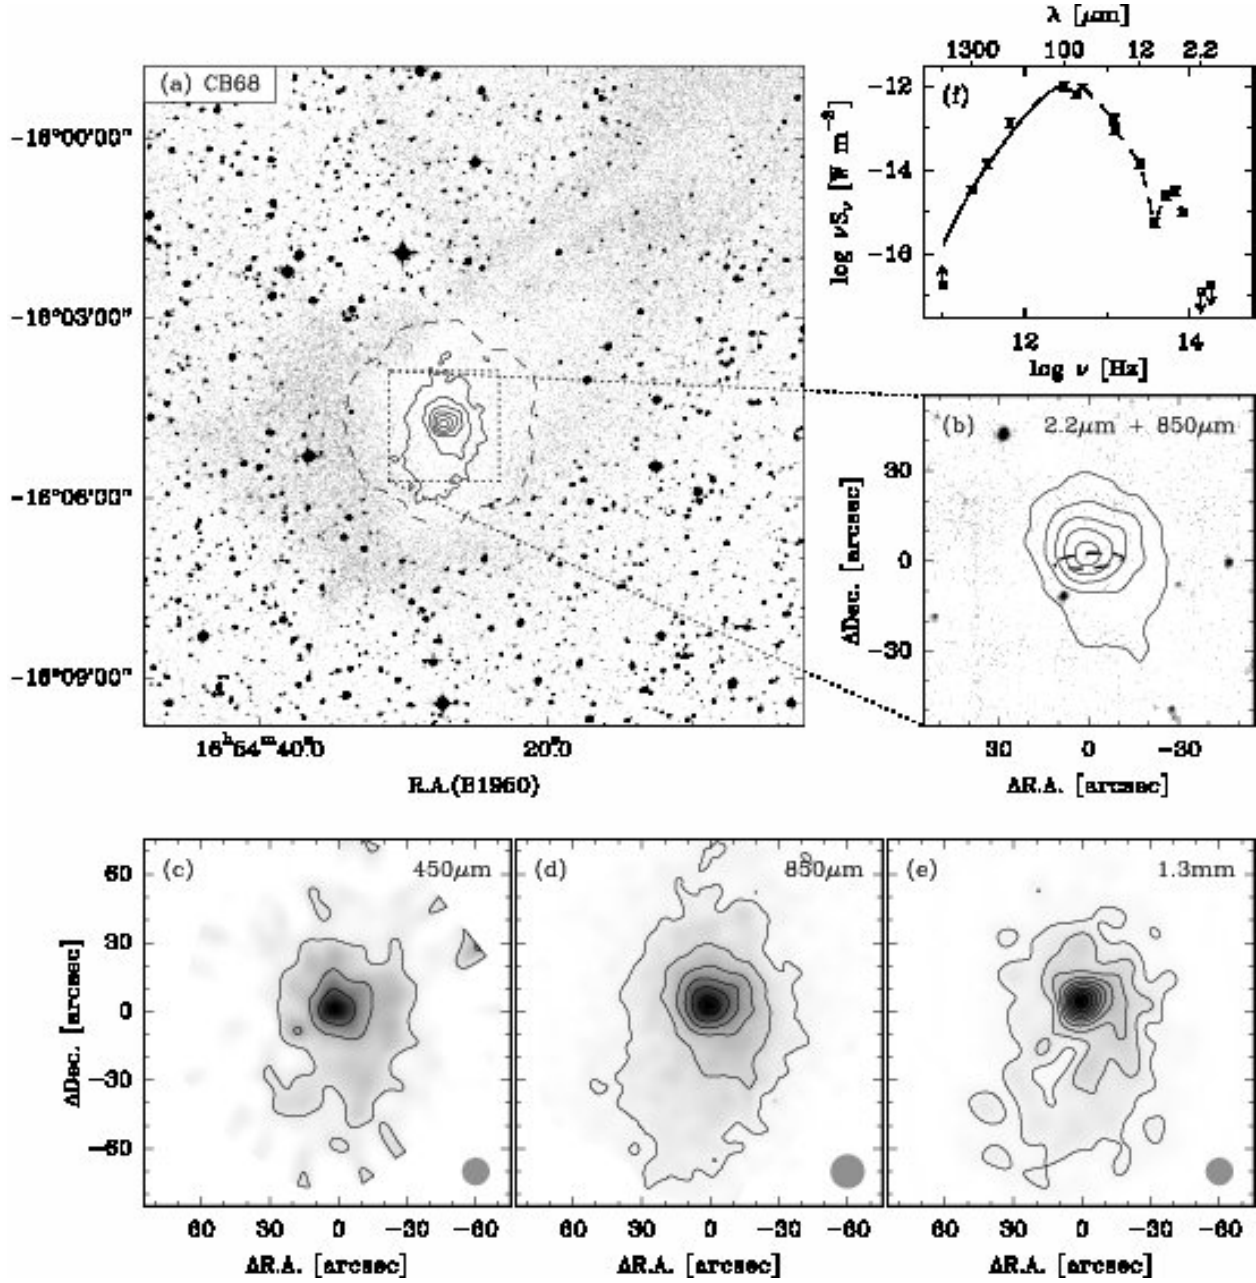 (a) CB68
-16°00'00"
-16°03'00"
-16°06'00"
-16°09'00"
16ʰ54ᵐ40ˢ.0
20ˢ.0
R.A.(B1950)
λ [μm]
1300 100 12 2.2
(f)
-12
-14
-16
log νSν [W m⁻²]
12 14
log ν [Hz]
(b) 2.2μm + 850μm
30
0
-30
ΔDec. [arcsec]
30 0 -30
ΔR.A. [arcsec]
(c) 450μm
(d) 850μm
(e) 1.3mm
60
30
0
-30
-60
ΔDec. [arcsec]
60 30 0 -30 -60
60 30 0 -30 -60
60 30 0 -30 -60
ΔR.A. [arcsec]
ΔR.A. [arcsec]
ΔR.A. [arcsec]